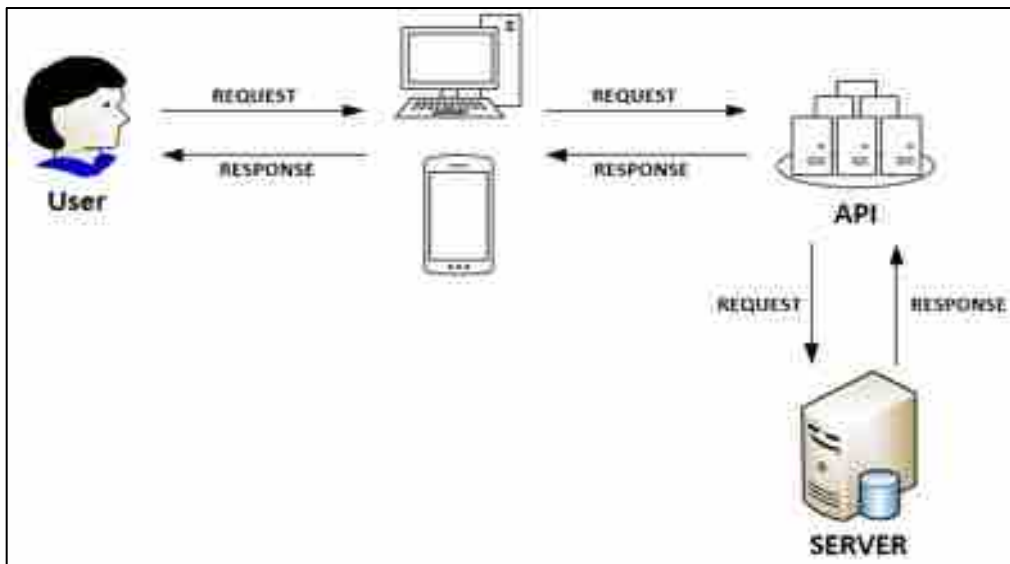 REQUEST
REQUEST
RESPONSE
RESPONSE
User
API
REQUEST
RESPONSE
SERVER